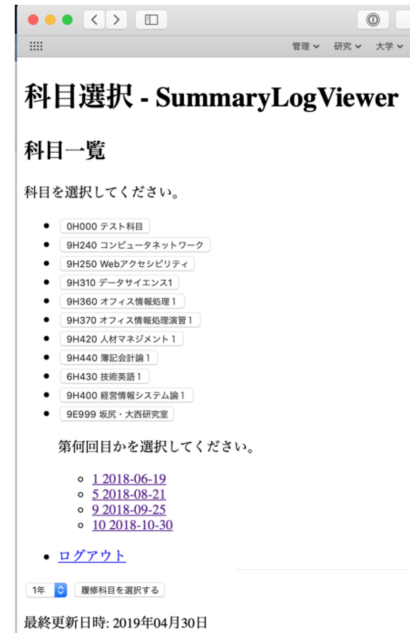 管理 研究 大学
科目選択 - SummaryLogViewer
科目一覧
科目を選択してください。
0H000 テスト科目
9H240 コンピュータネットワーク
9H250 Webアクセシビリティ
9H310 データサイエンス1
9H360 オフィス情報処理1
9H370 オフィス情報処理演習1
9H420 人材マネジメント1
9H440 簿記会計論1
6H430 技術英語1
9H400 経営情報システム論1
9E999 坂尻・大西研究室
第何回目かを選択してください。
1 2018-06-19
5 2018-08-21
9 2018-09-25
10 2018-10-30
ログアウト
1年 履修科目を選択する
最終更新日時: 2019年04月30日